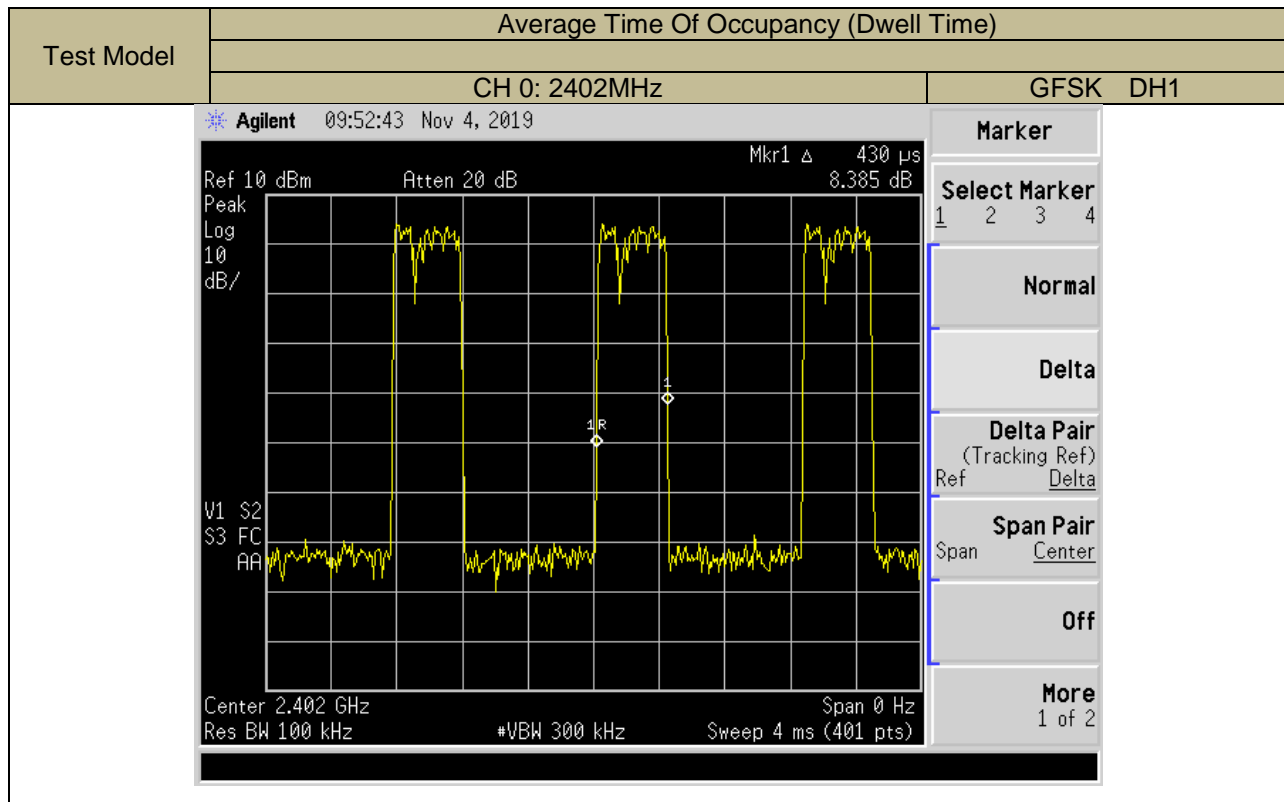 Test Model
Average Time Of Occupancy (Dwell Time)
CH 0: 2402MHz
GFSK DH1
Agilent 09:52:43 Nov 4, 2019
Mkr1 Δ 430 µs
Ref 10 dBm Atten 20 dB 8.385 dB
Peak
Log
10
dB/
1
1R
V1 S2
S3 FC
AA
Center 2.402 GHz Span 0 Hz
Res BW 100 kHz #VBW 300 kHz Sweep 4 ms (401 pts)
Marker
Select Marker
1 2 3 4
Normal
Delta
Delta Pair
(Tracking Ref)
Ref Delta
Span Pair
Span Center
Off
More
1 of 2